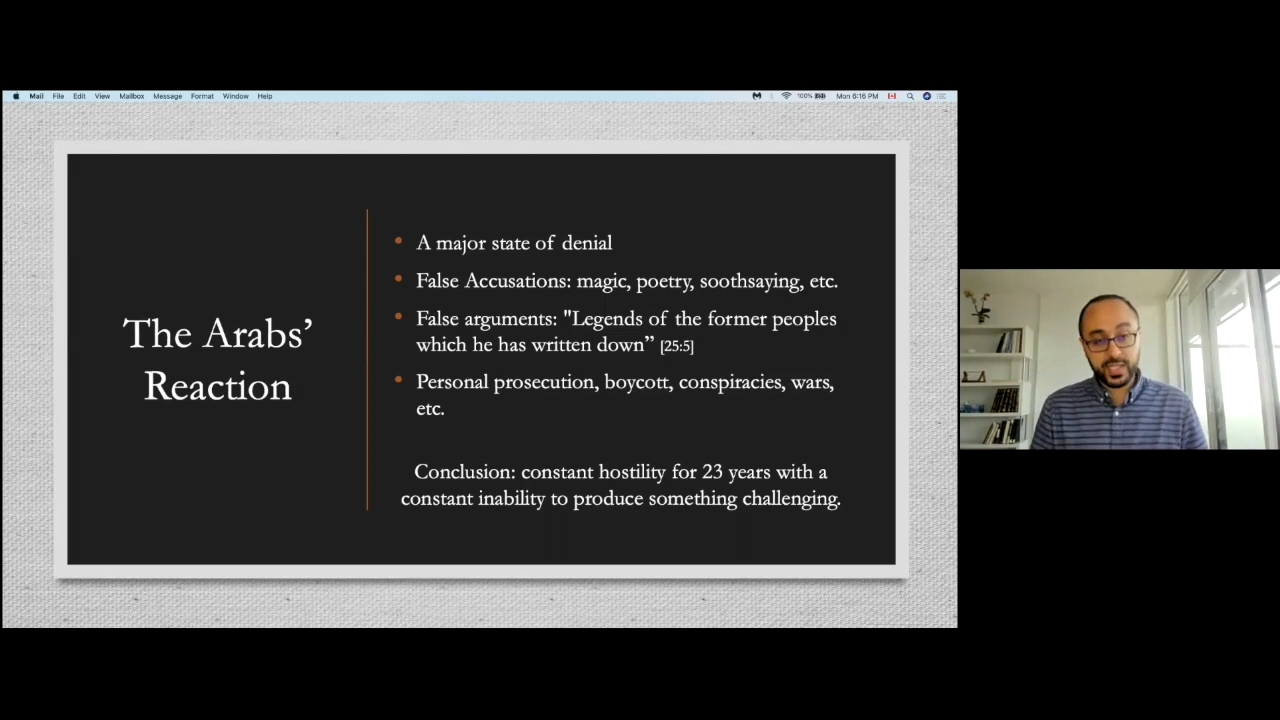 Mail File Edit View Mailbox Message Format Window Help 100% Mon 6:16 PM
The Arabs’
Reaction
• A major state of denial
• False Accusations: magic, poetry, soothsaying, etc.
• False arguments: "Legends of the former peoples
which he has written down” [25:5]
• Personal prosecution, boycott, conspiracies, wars,
etc.
Conclusion: constant hostility for 23 years with a
constant inability to produce something challenging.